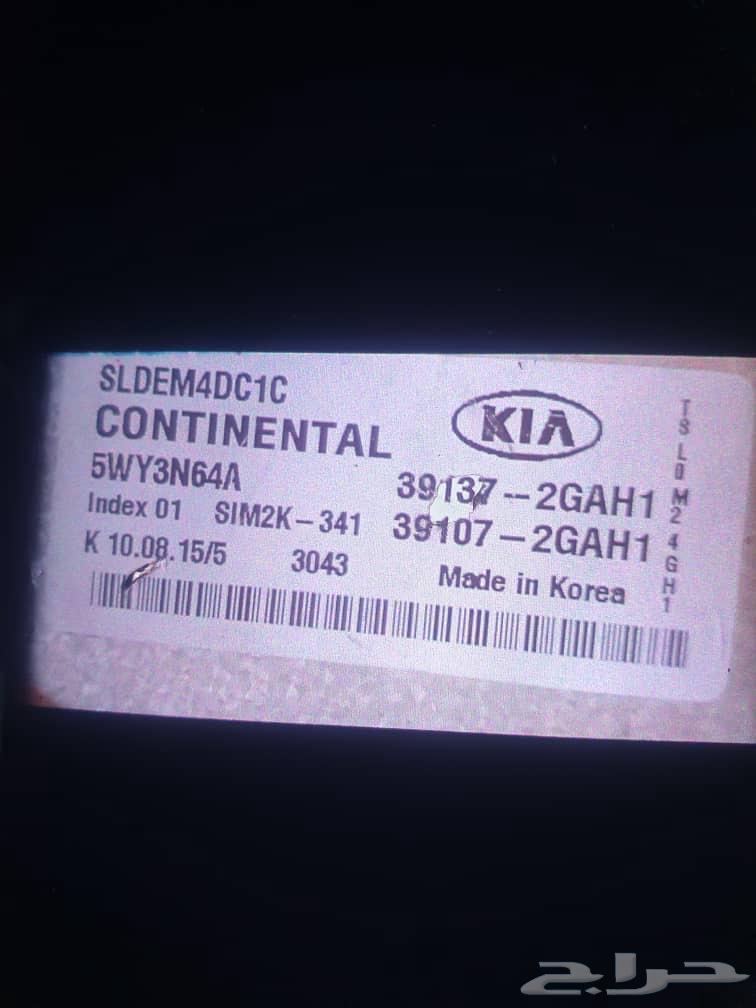 SLDEM4DC1C
CONTINENTAL
KIA
5WY3N64A
39137-2GAH1
Index 01 SIM2K-341
39107-2GAH1
K 10.08.15/5 3043
Made in Korea
TSL0M24GH1
حراج